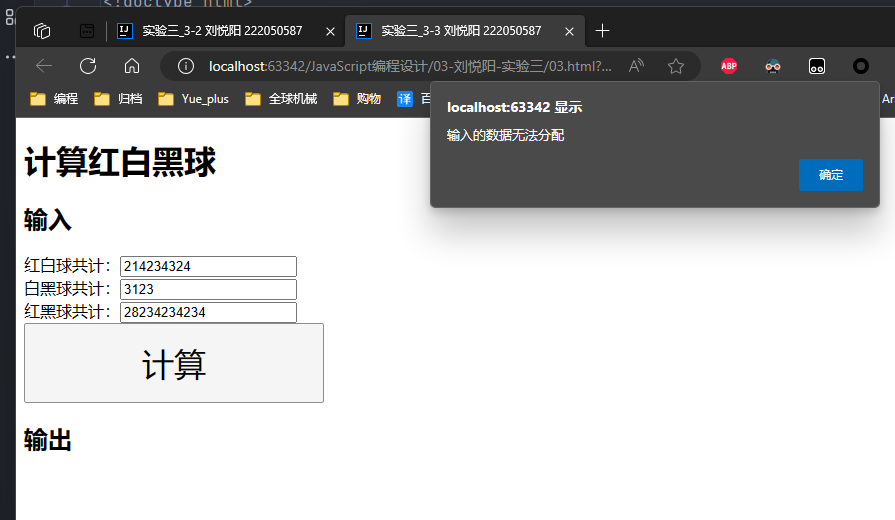 <!doctype html>
实验三_3-2 刘悦阳 222050587
实验三_3-3 刘悦阳 222050587
localhost:63342/JavaScript编程设计/03-刘悦阳-实验三/03.html?...
ABP
编程 归档 Yue_plus 全球机械 购物 译 百 Ar
localhost:63342 显示
输入的数据无法分配
确定
计算红白黑球
输入
红白球共计: 214234324
白黑球共计: 3123
红黑球共计: 28234234234
计算
输出